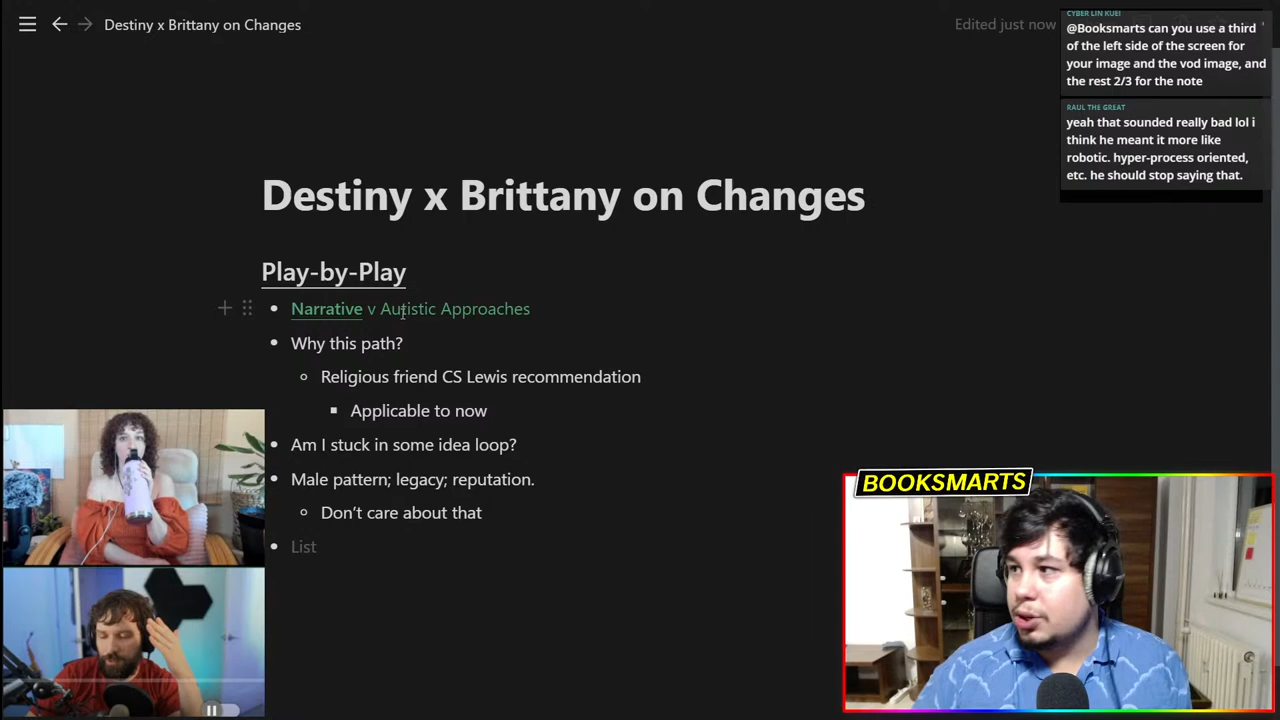 Destiny x Brittany on Changes
Edited just now
CYBER LIN KUEI
@Booksmarts can you use a third
of the left side of the screen for
your image and the vod image, and
the rest 2/3 for the note
RAUL THE GREAT
yeah that sounded really bad lol i
think he meant it more like
robotic. hyper-process oriented,
etc. he should stop saying that.
Destiny x Brittany on Changes
Play-by-Play
Narrative v Autistic Approaches
Why this path?
Religious friend CS Lewis recommendation
Applicable to now
Am I stuck in some idea loop?
Male pattern; legacy; reputation.
Don’t care about that
List
BOOKSMARTS